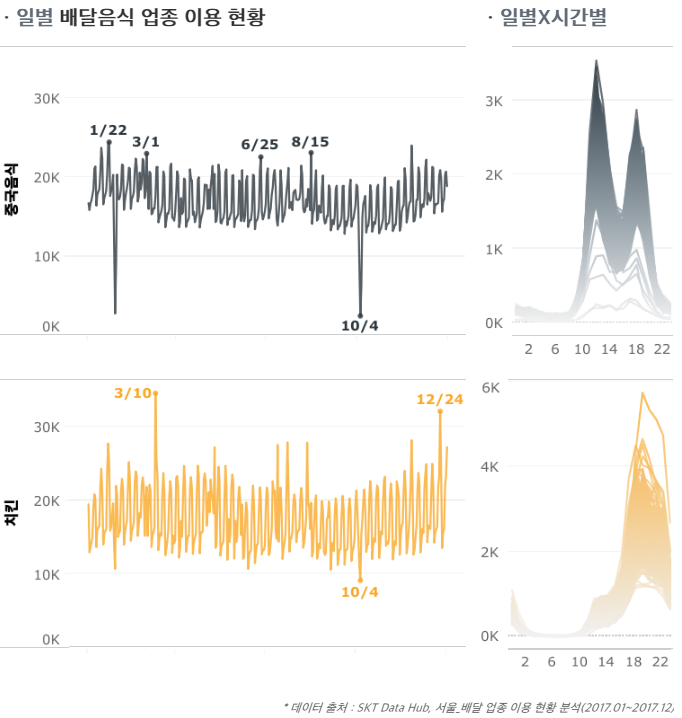 · 일별 배달음식 업종 이용 현황
· 일별X시간별
중국음식
30K
20K
10K
0K
1/22
3/1
6/25
8/15
10/4
3K
2K
1K
0K
2 6 10 14 18 22
치킨
30K
20K
10K
0K
3/10
12/24
10/4
6K
4K
2K
0K
2 6 10 14 18 22
* 데이터 출처 : SKT Data Hub, 서울_배달 업종 이용 현황 분석(2017.01~2017.12)